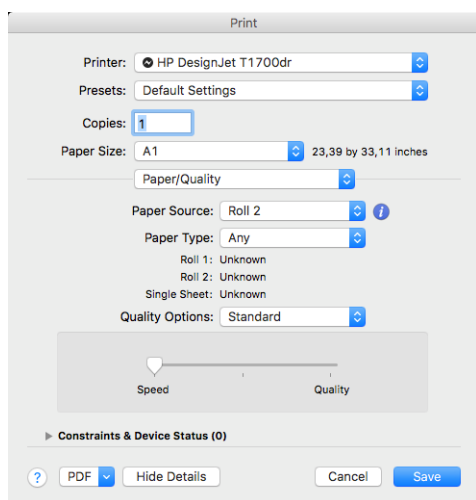 Print
Printer: HP DesignJet T1700dr
Presets: Default Settings
Copies: 1
Paper Size: A1 23,39 by 33,11 inches
Paper/Quality
Paper Source: Roll 2 i
Paper Type: Any
Roll 1: Unknown
Roll 2: Unknown
Single Sheet: Unknown
Quality Options: Standard
Speed Quality
Constraints & Device Status (0)
? PDF Hide Details Cancel Save